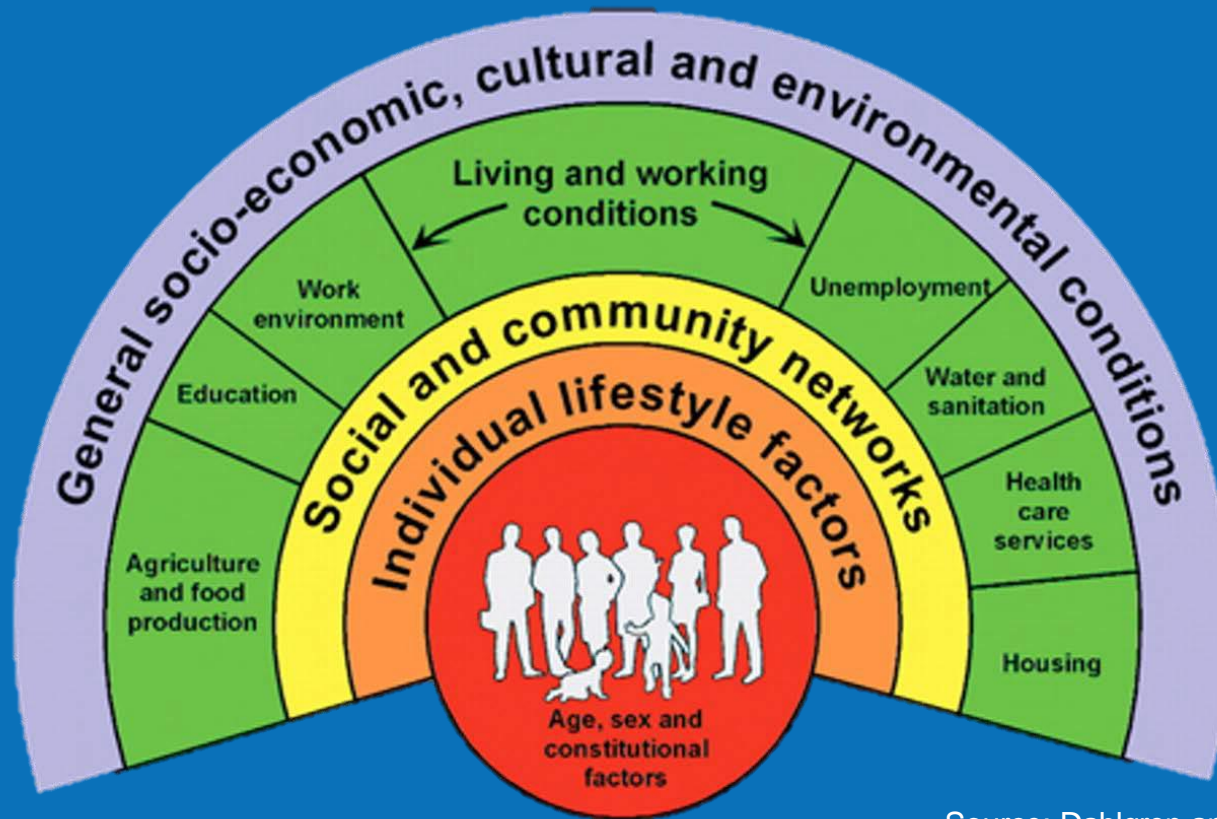 General socio-economic, cultural and environmental conditions
Living and working
conditions
Work
environment
Unemployment
Education
Water and
sanitation
Agriculture
and food
production
Health
care
services
Housing
Social and community networks
Individual lifestyle factors
Age, sex and
constitutional
factors
Source: